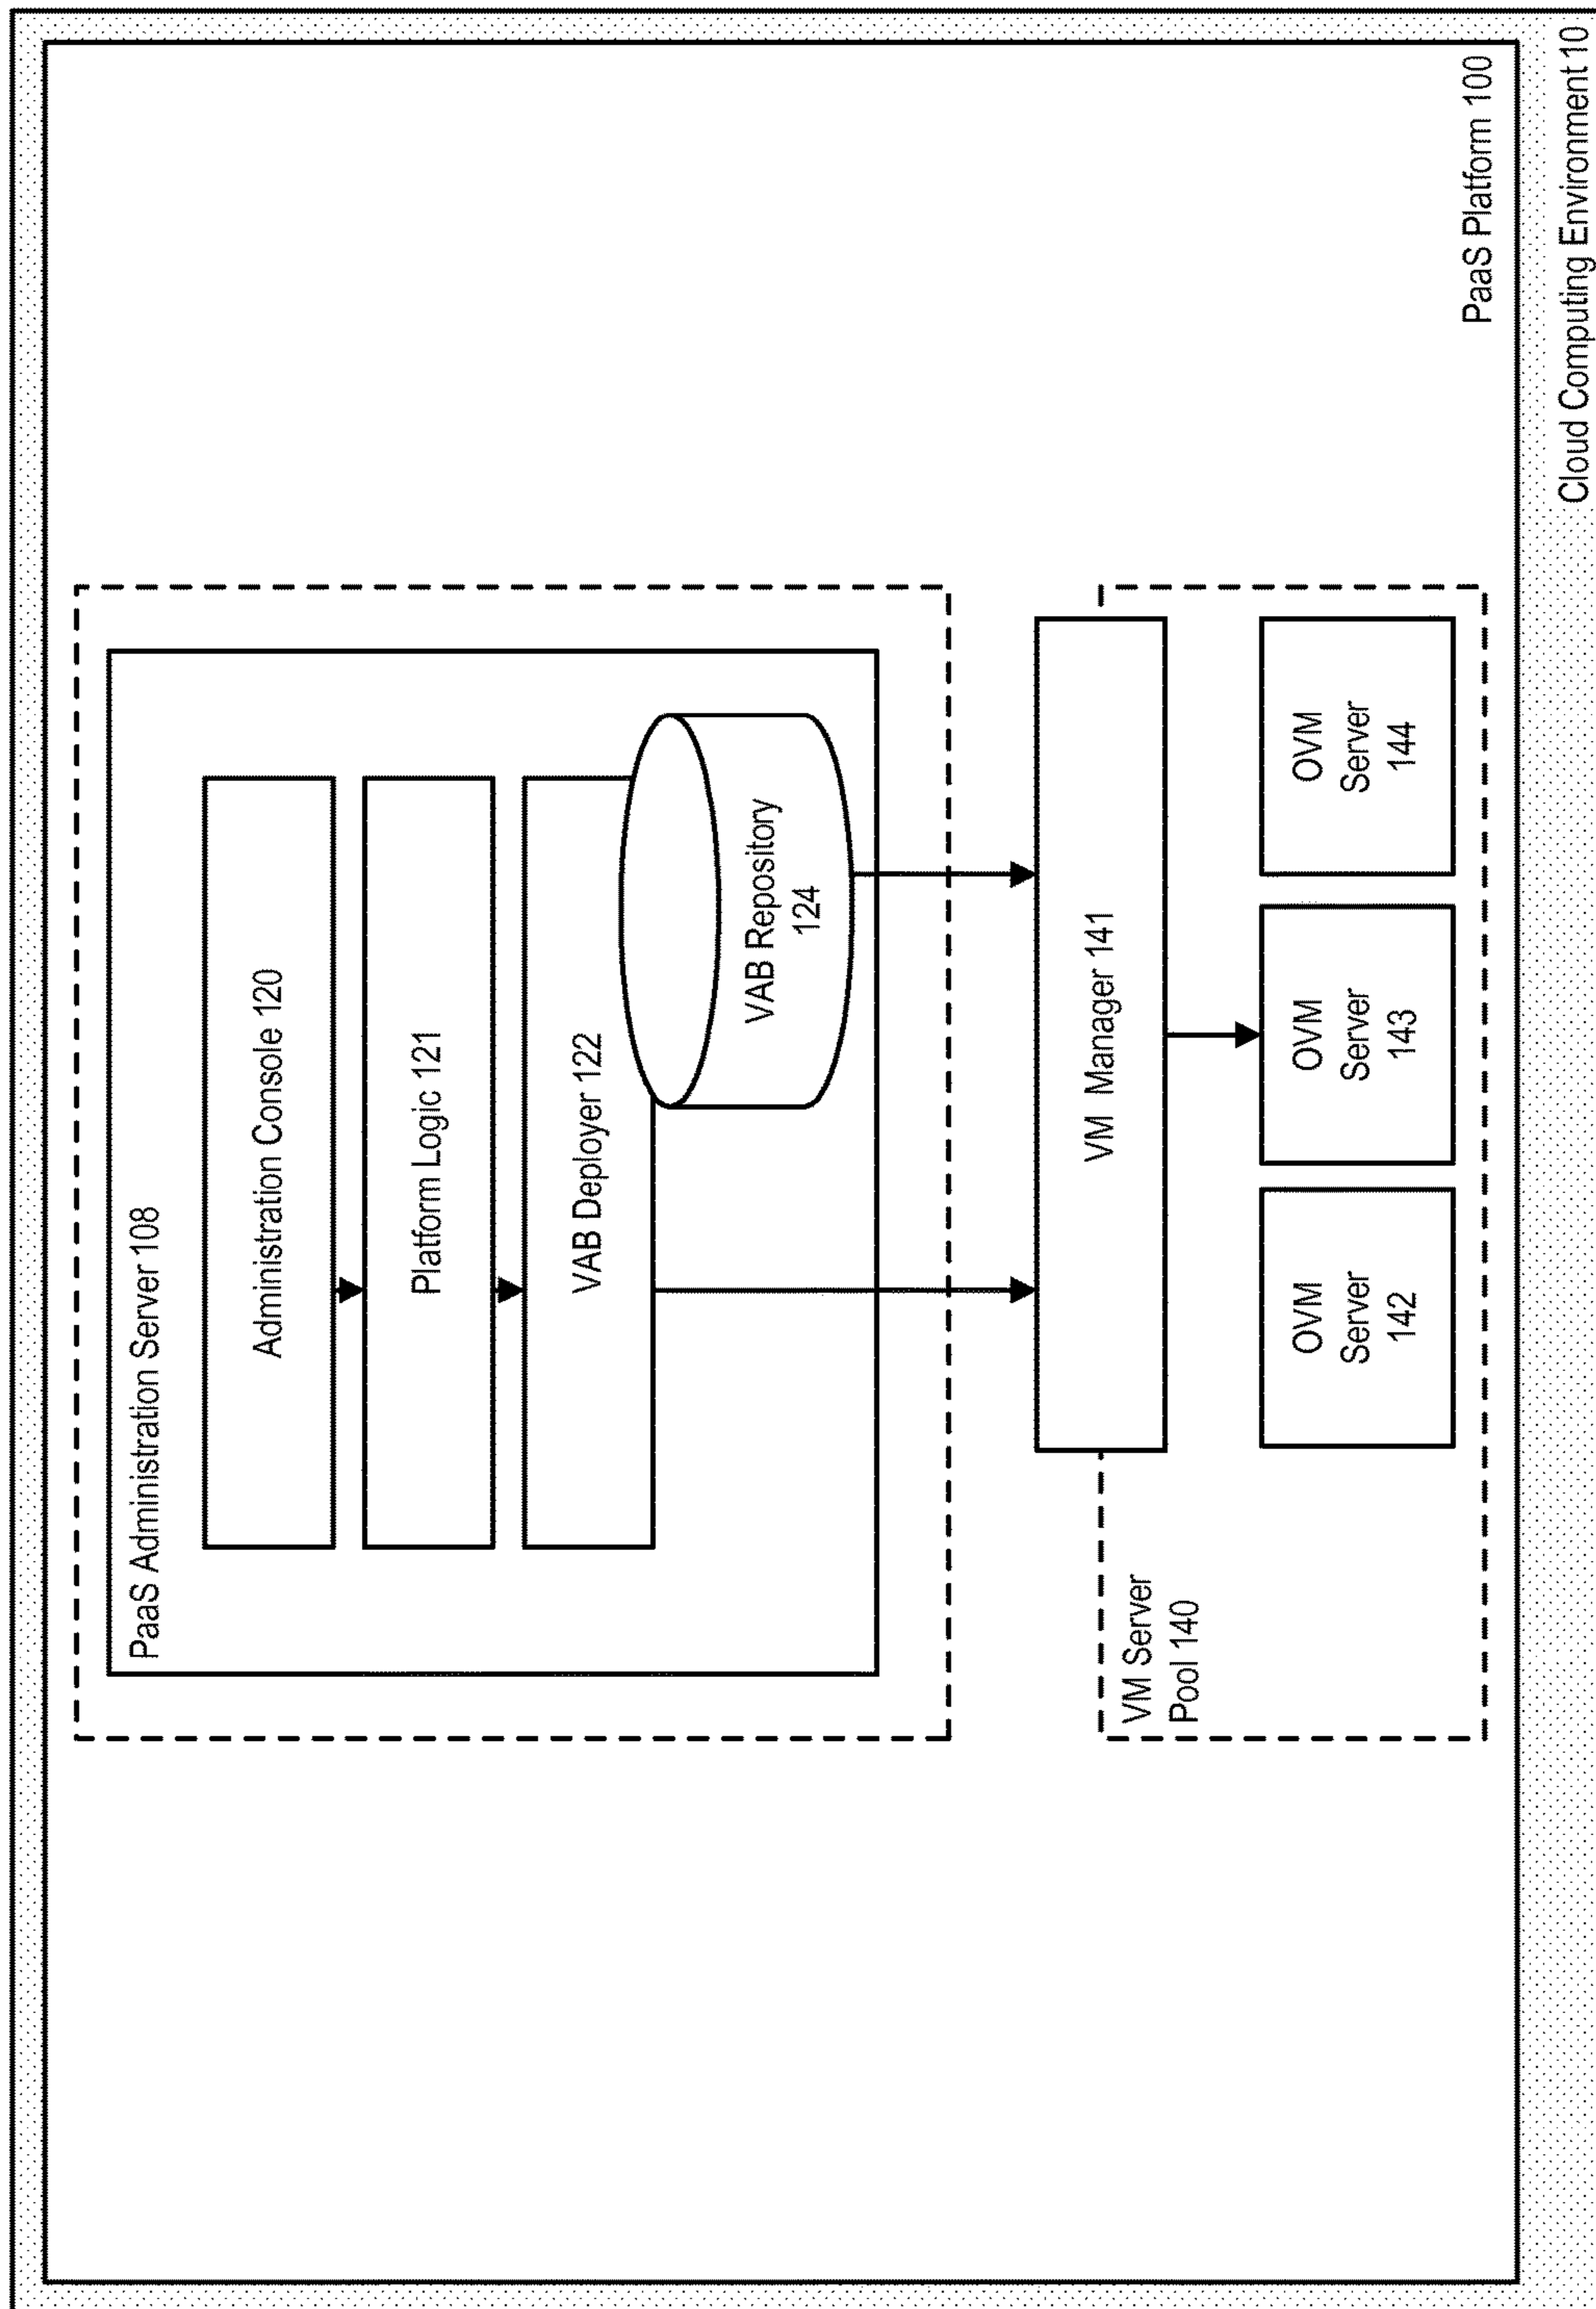 PaaS Administration Server 108
Administration Console 120
Platform Logic 121
VAB Deployer 122
VAB Repository
124
VM Server
Pool 140
VM Manager 141
OVM
Server
142
OVM
Server
143
OVM
Server
144
PaaS Platform 100
Cloud Computing Environment 10